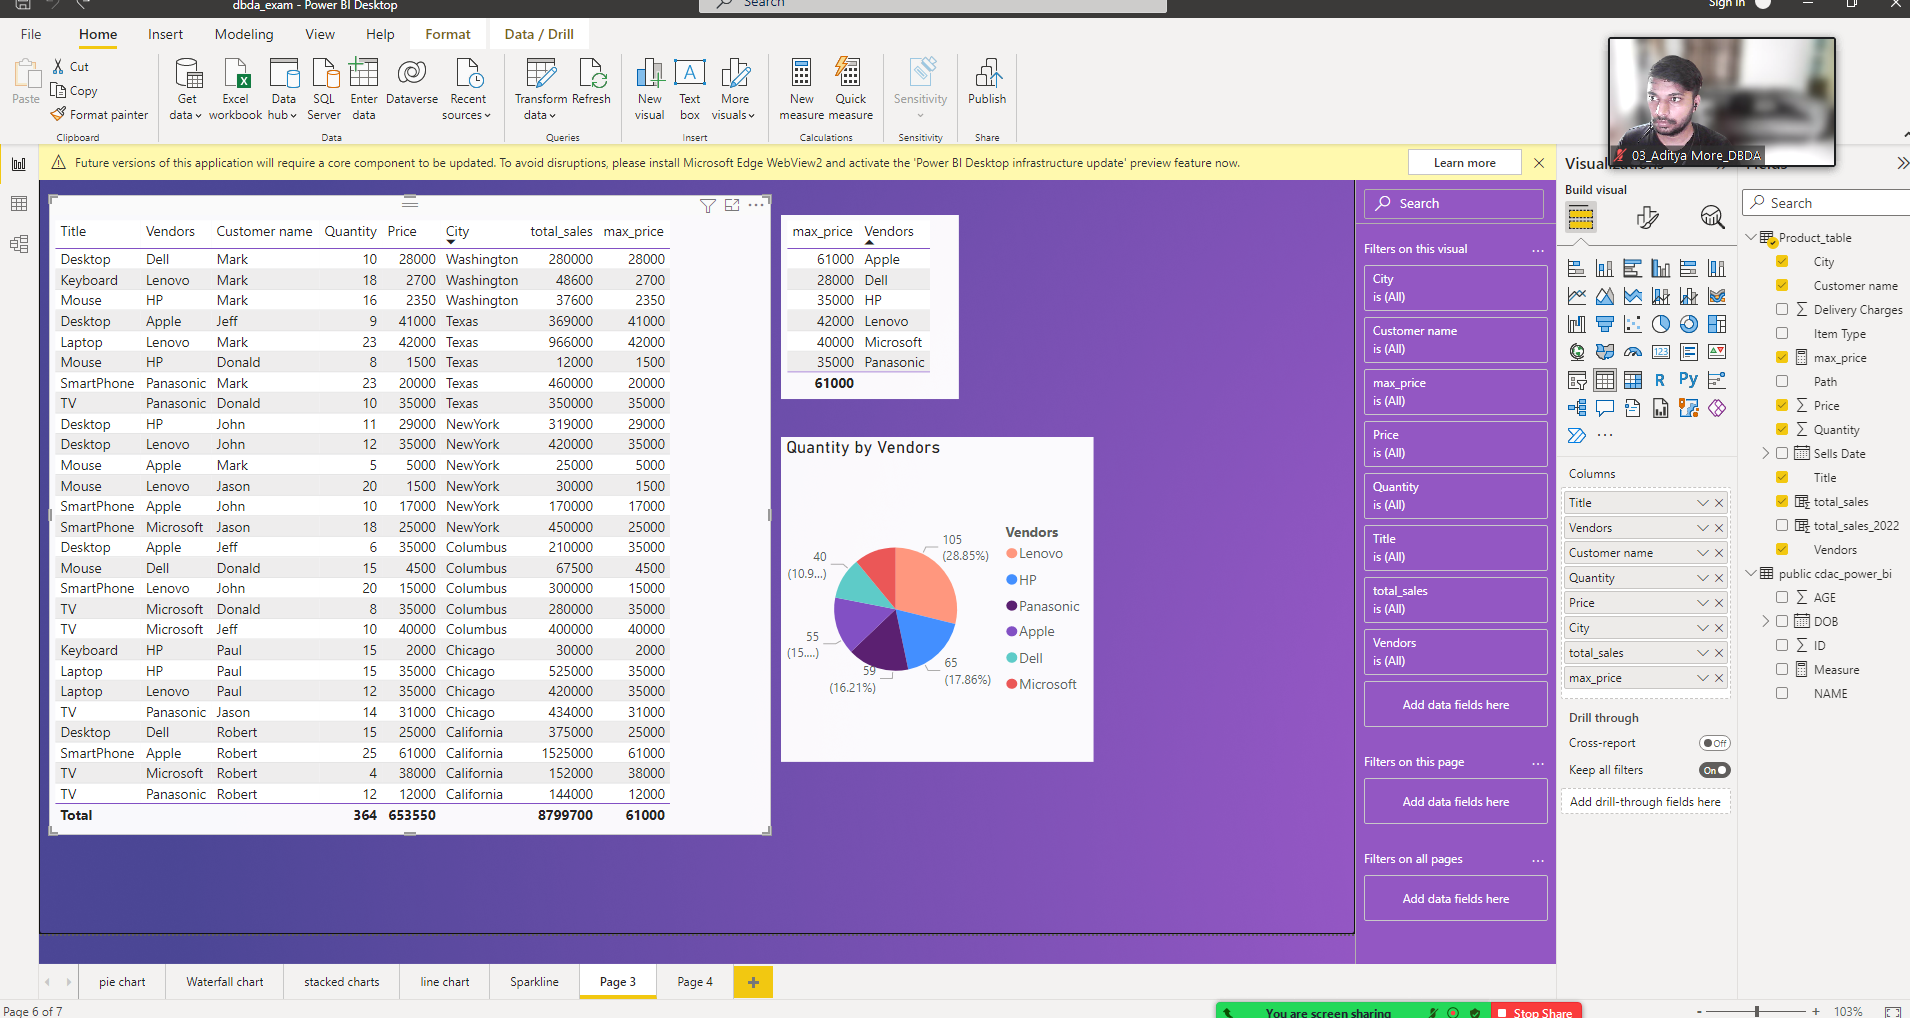 dbda_exam - Power BI Desktop
Search
Sign in
File
Home
Insert
Modeling
View
Help
Format
Data / Drill
Paste
Cut
Copy
Format painter
Clipboard
Get data
Excel workbook
Data hub
SQL Server
Enter data
Dataverse
Recent sources
Data
Transform data
Refresh
Queries
New visual
Text box
More visuals
Insert
New measure
Quick measure
Calculations
Sensitivity
Sensitivity
Publish
Share
03_Aditya More_DBDA
Future versions of this application will require a core component to be updated. To avoid disruptions, please install Microsoft Edge WebView2 and activate the 'Power BI Desktop infrastructure update' preview feature now.
Learn more
Title Vendors Customer name Quantity Price City total_sales max_price
Desktop Dell Mark 10 28000 Washington 280000 28000
Keyboard Lenovo Mark 18 2700 Washington 48600 2700
Mouse HP Mark 16 2350 Washington 37600 2350
Desktop Apple Jeff 9 41000 Texas 369000 41000
Laptop Lenovo Mark 23 42000 Texas 966000 42000
Mouse HP Donald 8 1500 Texas 12000 1500
SmartPhone Panasonic Mark 23 20000 Texas 460000 20000
TV Panasonic Donald 10 35000 Texas 350000 35000
Desktop HP John 11 29000 NewYork 319000 29000
Desktop Lenovo John 12 35000 NewYork 420000 35000
Mouse Apple Mark 5 5000 NewYork 25000 5000
Mouse Lenovo Jason 20 1500 NewYork 30000 1500
SmartPhone Apple John 10 17000 NewYork 170000 17000
SmartPhone Microsoft Jason 18 25000 NewYork 450000 25000
Desktop Apple Jeff 6 35000 Columbus 210000 35000
Mouse Dell Donald 15 4500 Columbus 67500 4500
SmartPhone Lenovo John 20 15000 Columbus 300000 15000
TV Microsoft Donald 8 35000 Columbus 280000 35000
TV Microsoft Jeff 10 40000 Columbus 400000 40000
Keyboard HP Paul 15 2000 Chicago 30000 2000
Laptop HP Paul 15 35000 Chicago 525000 35000
Laptop Lenovo Paul 12 35000 Chicago 420000 35000
TV Panasonic Jason 14 31000 Chicago 434000 31000
Desktop Dell Robert 15 25000 California 375000 25000
SmartPhone Apple Robert 25 61000 California 1525000 61000
TV Microsoft Robert 4 38000 California 152000 38000
TV Panasonic Robert 12 12000 California 144000 12000
Total 364 653550 8799700 61000
max_price Vendors
61000 Apple
28000 Dell
35000 HP
42000 Lenovo
40000 Microsoft
35000 Panasonic
61000
Quantity by Vendors
105
(28.85%)
65
(17.86%)
59
(16.21%)
55
(15....)
40
(10.9...)
Vendors
Lenovo
HP
Panasonic
Apple
Dell
Microsoft
Search
Filters on this visual
City
is (All)
Customer name
is (All)
max_price
is (All)
Price
is (All)
Quantity
is (All)
Title
is (All)
total_sales
is (All)
Vendors
is (All)
Add data fields here
Filters on this page
Add data fields here
Filters on all pages
Add data fields here
Visualizations
Build visual
R
Py
123
Columns
Title
Vendors
Customer name
Quantity
Price
City
total_sales
max_price
Drill through
Cross-report
Off
Keep all filters
On
Add drill-through fields here
Fields
Search
Product_table
City
Customer name
Delivery Charges
Item Type
max_price
Path
Price
Quantity
Sells Date
Title
total_sales
total_sales_2022
Vendors
public cdac_power_bi
AGE
DOB
ID
Measure
NAME
pie chart
Waterfall chart
stacked charts
line chart
Sparkline
Page 3
Page 4
Page 6 of 7
You are screen sharing
Stop Share
103%